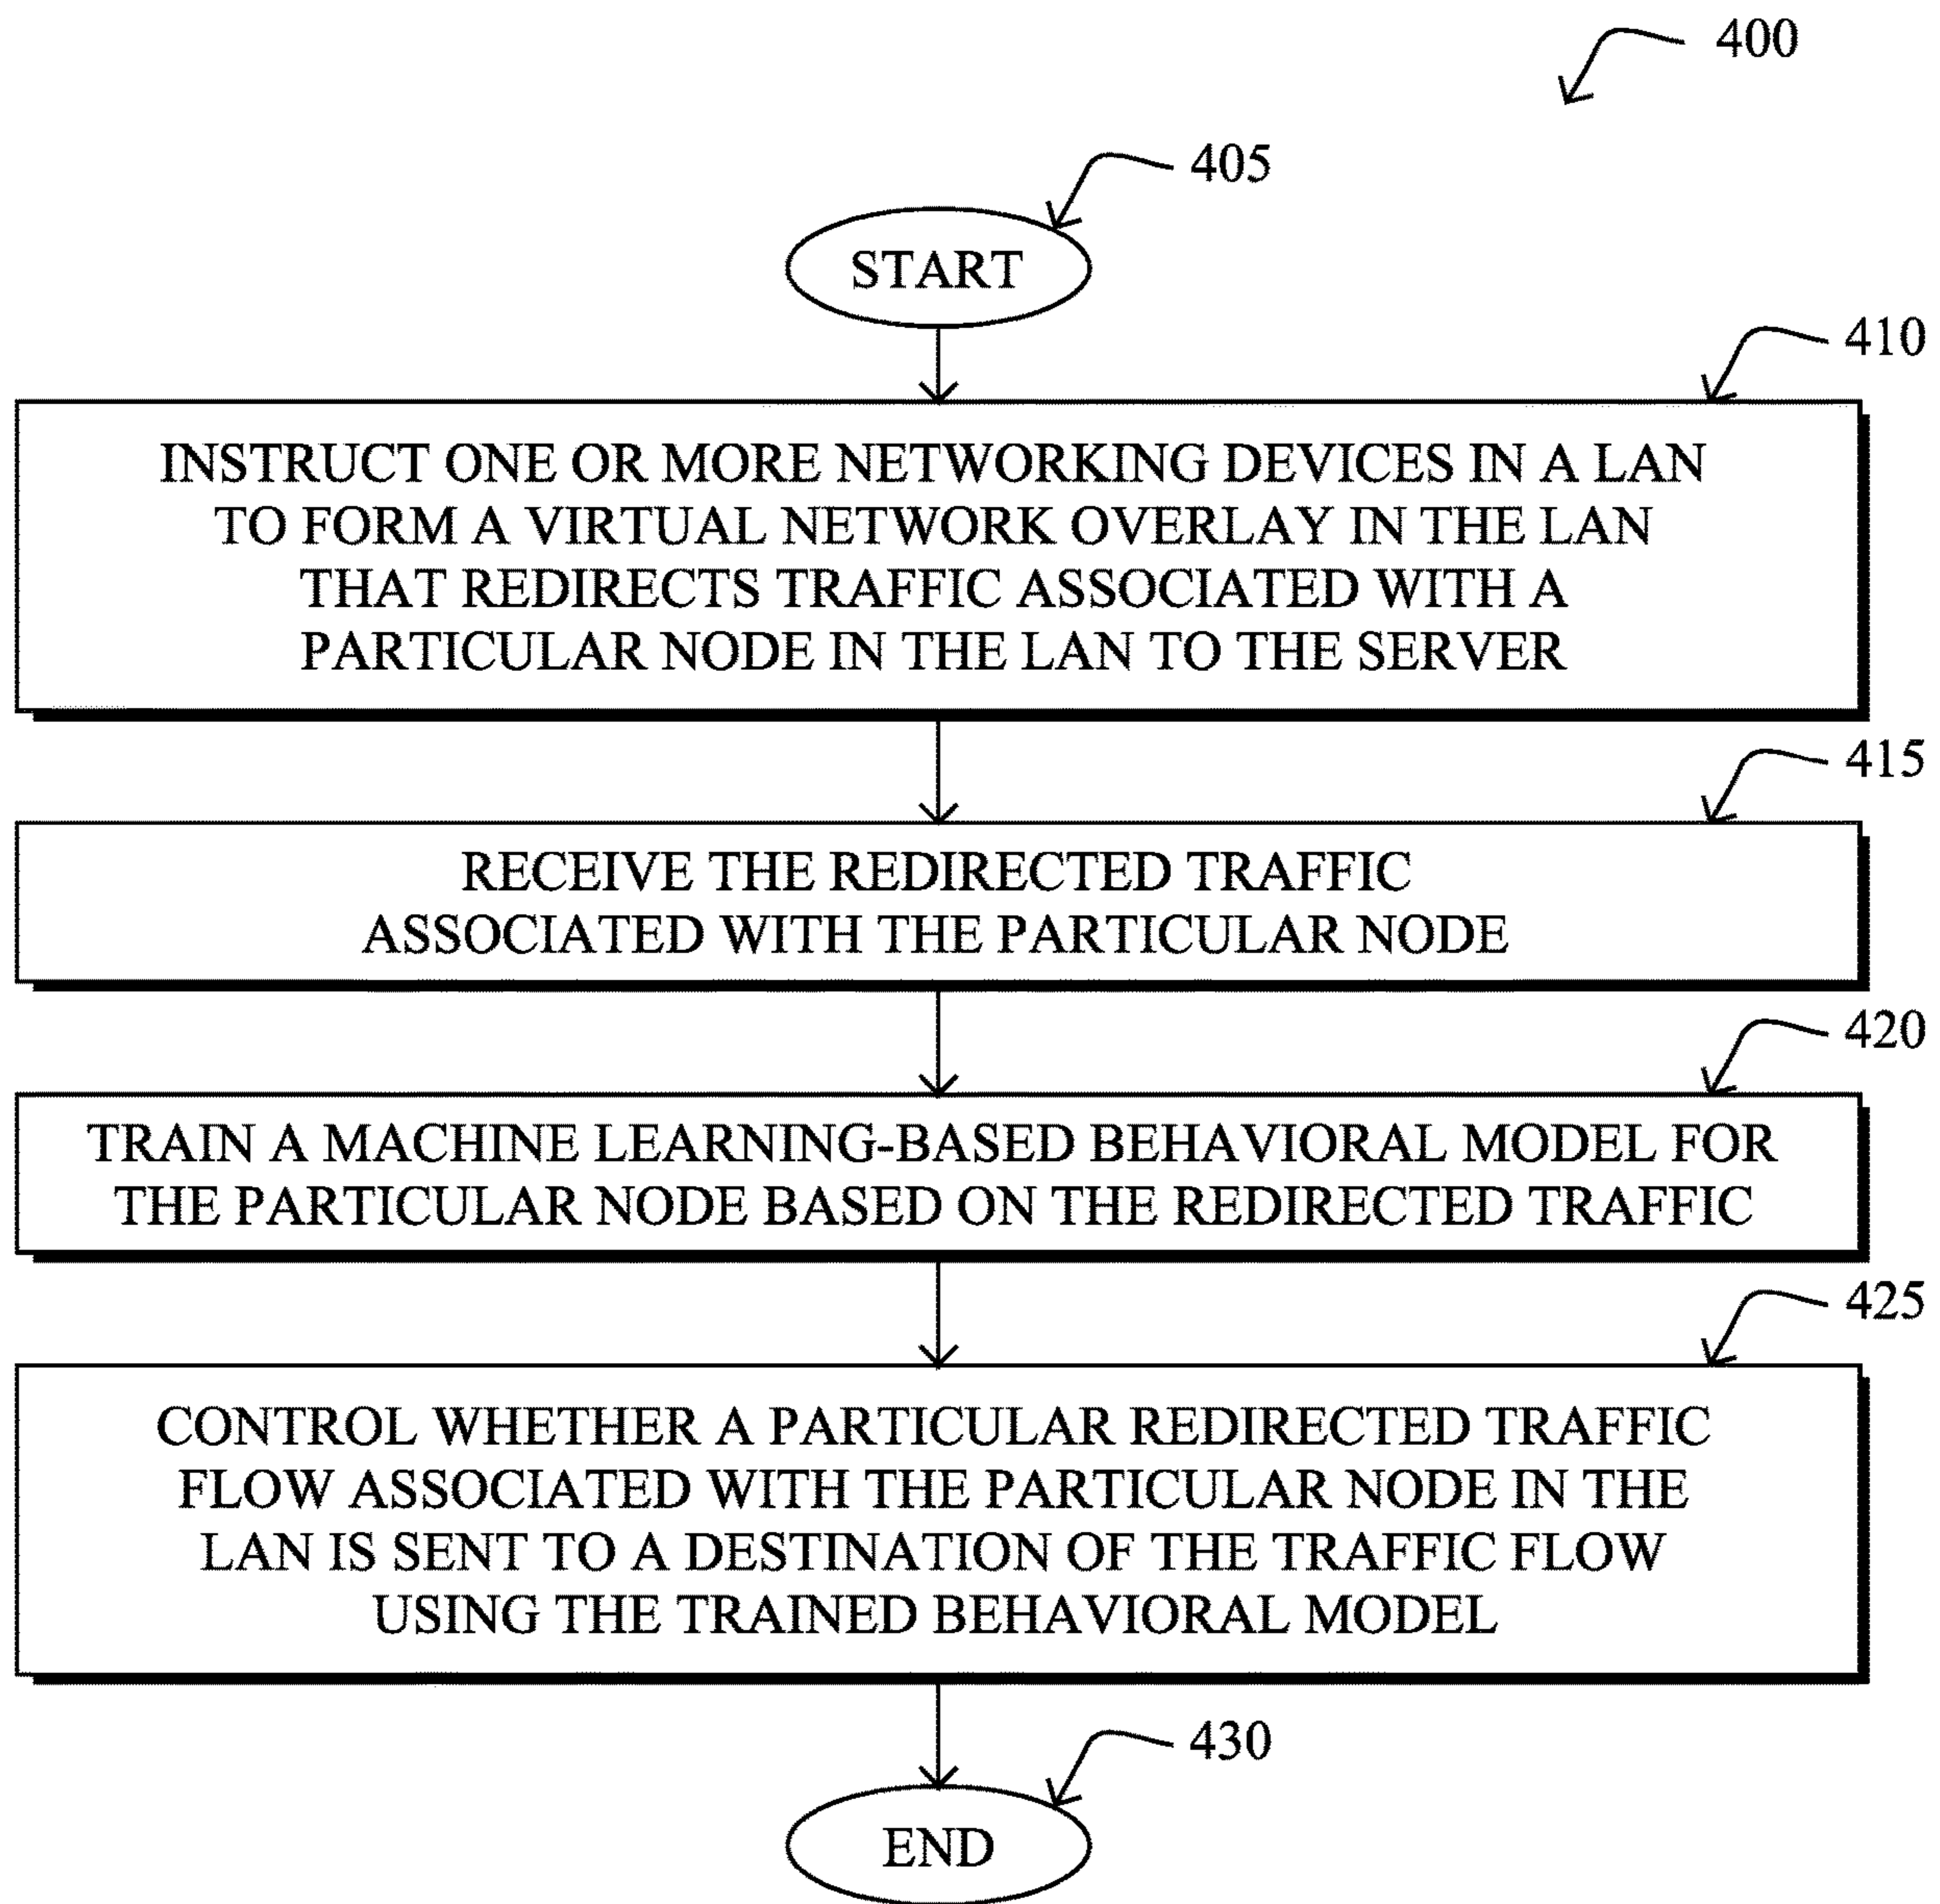 400
405
START
410
INSTRUCT ONE OR MORE NETWORKING DEVICES IN A LAN
TO FORM A VIRTUAL NETWORK OVERLAY IN THE LAN
THAT REDIRECTS TRAFFIC ASSOCIATED WITH A
PARTICULAR NODE IN THE LAN TO THE SERVER
415
RECEIVE THE REDIRECTED TRAFFIC
ASSOCIATED WITH THE PARTICULAR NODE
420
TRAIN A MACHINE LEARNING-BASED BEHAVIORAL MODEL FOR
THE PARTICULAR NODE BASED ON THE REDIRECTED TRAFFIC
425
CONTROL WHETHER A PARTICULAR REDIRECTED TRAFFIC
FLOW ASSOCIATED WITH THE PARTICULAR NODE IN THE
LAN IS SENT TO A DESTINATION OF THE TRAFFIC FLOW
USING THE TRAINED BEHAVIORAL MODEL
430
END